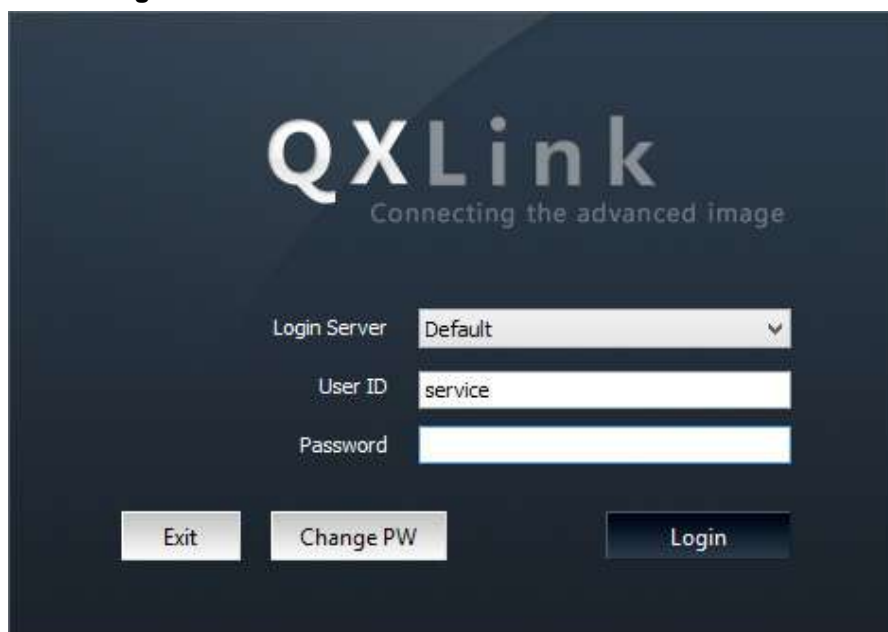 QXLink
Connecting the advanced image
Login Server Default
User ID service
Password
Exit Change PW Login